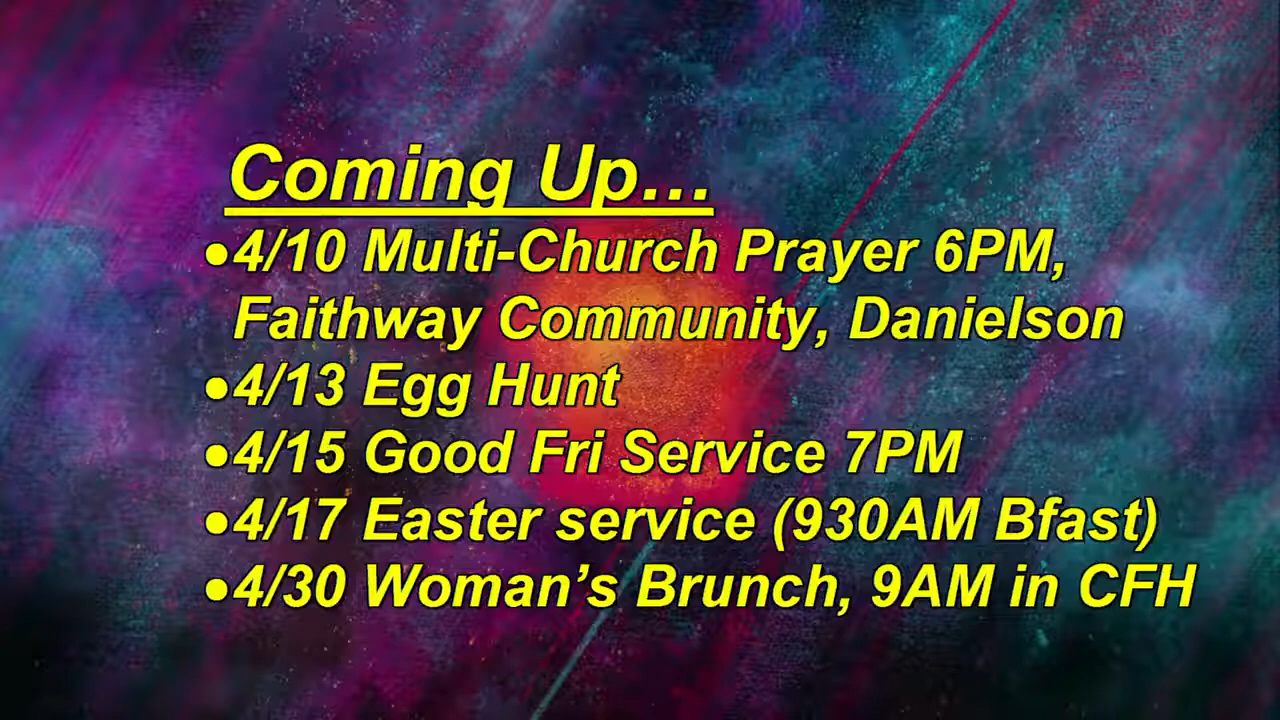 Coming Up...
•4/10 Multi-Church Prayer 6PM,
Faithway Community, Danielson
•4/13 Egg Hunt
•4/15 Good Fri Service 7PM
•4/17 Easter service (930AM Bfast)
•4/30 Woman’s Brunch, 9AM in CFH